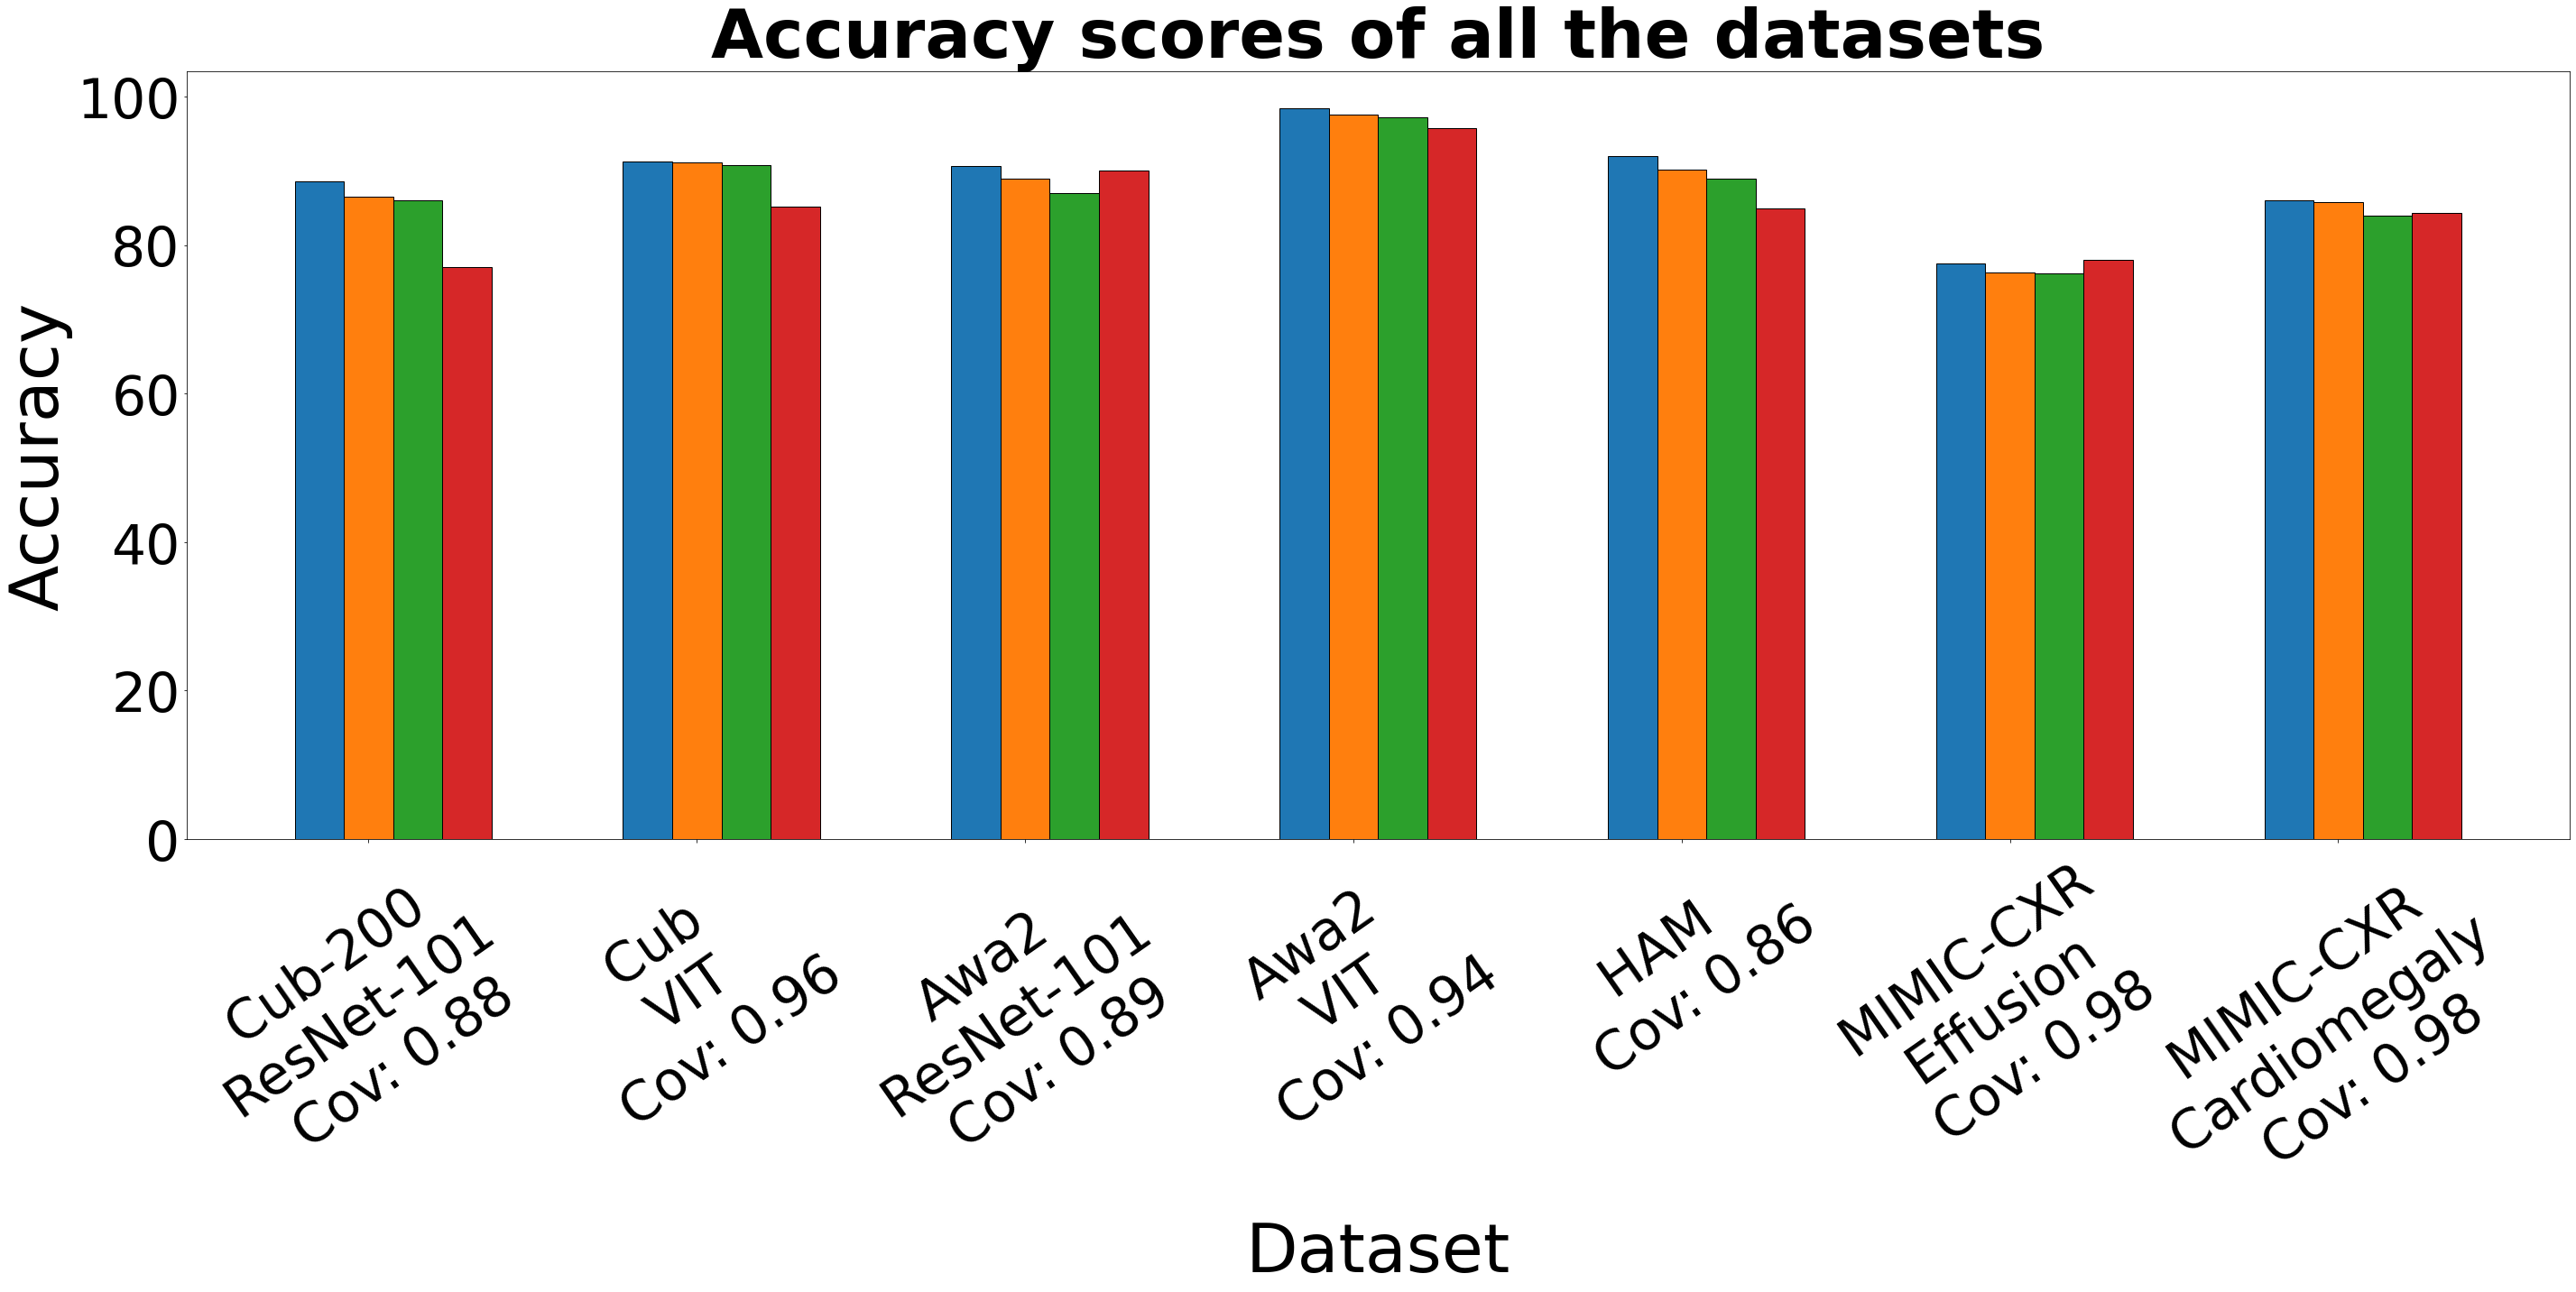 Accuracy scores of all the datasets
100
80
60
40
20
0
Accuracy
Cub-200
ResNet-101
Cov: 0.88
Cub
VIT
Cov: 0.96
Awa2
ResNet-101
Cov: 0.89
Awa2
VIT
Cov: 0.94
HAM
Cov: 0.86
MIMIC-CXR
Effusion
Cov: 0.98
MIMIC-CXR
Cardiomegaly
Cov: 0.98
Dataset